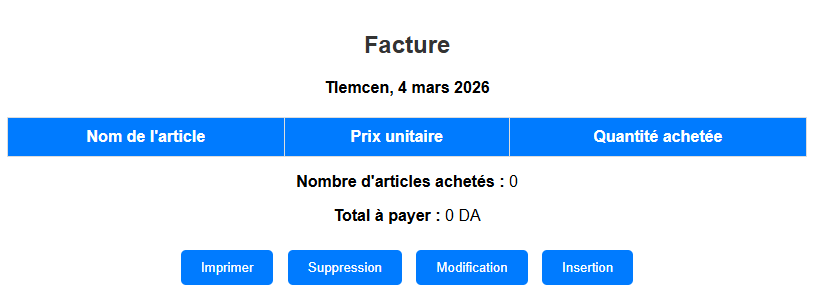 Facture
Tlemcen, 4 mars 2026
Nom de l'article Prix unitaire Quantité achetée
Nombre d'articles achetés : 0
Total à payer : 0 DA
Imprimer Suppression Modification Insertion